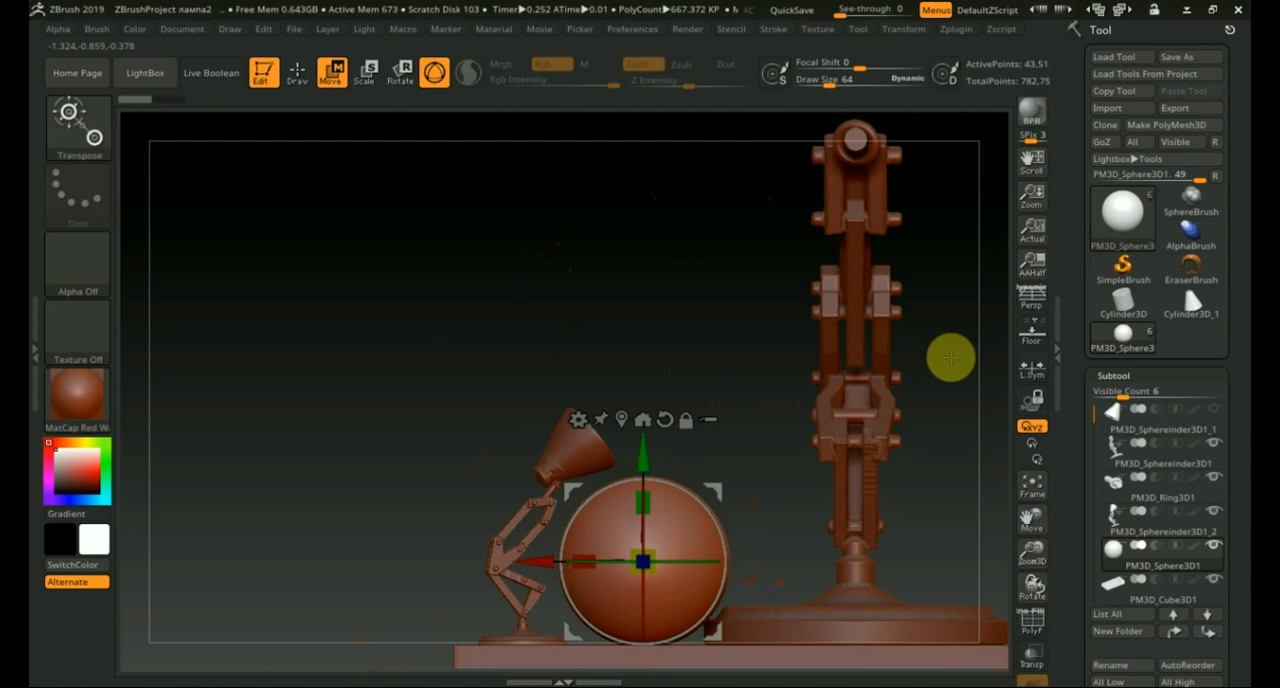 ZBrush 2019 ZBrushProject лампа2 .. • Free Mem 0.643GB • Active Mem 673 • Scratch Disk 103 • Timer▶0.252 ATime▶0.01 • PolyCount▶667.372 KP • M AC QuickSave See-through 0 Menus DefaultZScript
Alpha Brush Color Document Draw Edit File Layer Light Macro Marker Material Movie Picker Preferences Render Stencil Stroke Texture Tool Transform Zplugin Zscript
-1.324,-0.859,-0.378
Home Page LightBox Live Boolean Edit Draw Move Scale Rotate
Mrgb Rgb M Zadd Zsub Zcut
Rgb Intensity Z Intensity
Focal Shift 0
Draw Size 64 Dynamic
ActivePoints: 43,51
TotalPoints: 782,75
S D
Transpose
Dots
Alpha Off
Texture Off
MatCap Red Wa
Gradient
SwitchColor
Alternate
BPR
SPix 3
Scroll
Zoom
Actual
AAHalf
Dynamic
Persp
Floor
L.Sym
XYZ
Frame
Move
Zoom3D
Rotate
PolyF
Transp
Tool
Load Tool Save As
Load Tools From Project
Copy Tool Paste Tool
Import Export
Clone Make PolyMesh3D
GoZ All Visible R
Lightbox▶Tools
PM3D_Sphere3D1. 49 R
6
PM3D_Sphere3 SphereBrush
AlphaBrush
SimpleBrush EraserBrush
Cylinder3D Cylinder3D_1
6
PM3D_Sphere3
Subtool
Visible Count 6
PM3D_Sphereinder3D1_1
PM3D_Sphereinder3D1
PM3D_Ring3D1
PM3D_Sphereinder3D1_2
PM3D_Sphere3D1
PM3D_Cube3D1
List All
New Folder
Rename AutoReorder
All Low All High